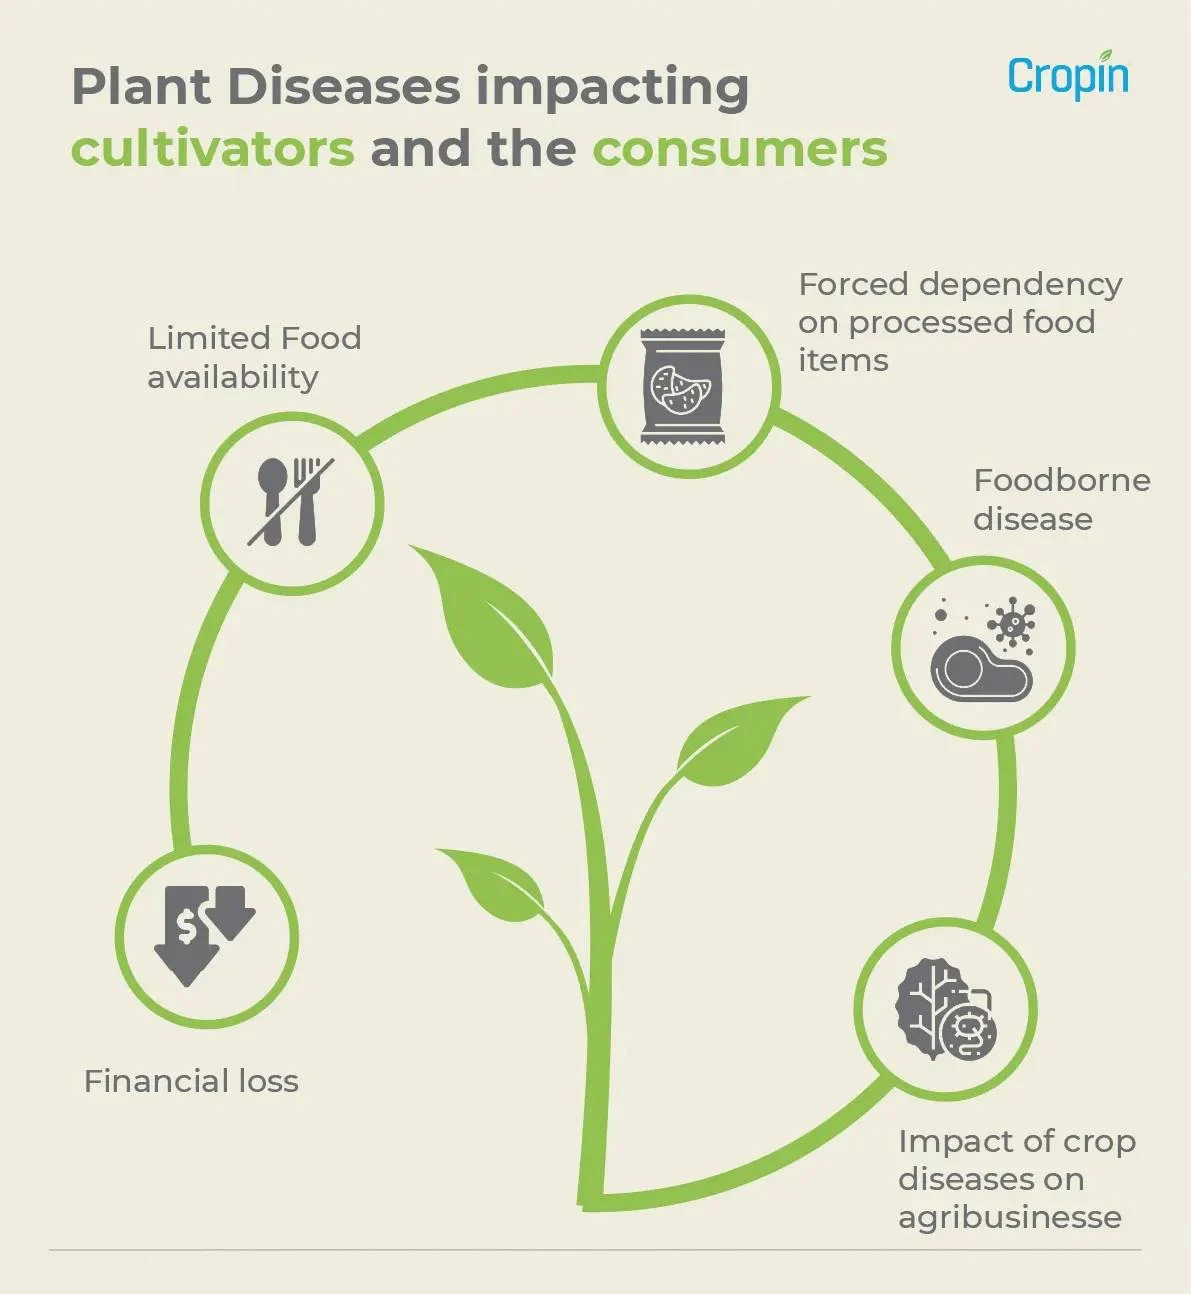 Plant Diseases impacting
cultivators and the consumers
Cropin
Limited Food
availability
Forced dependency
on processed food
items
Foodborne
disease
$
Financial loss
Impact of crop
diseases on
agribusinesse